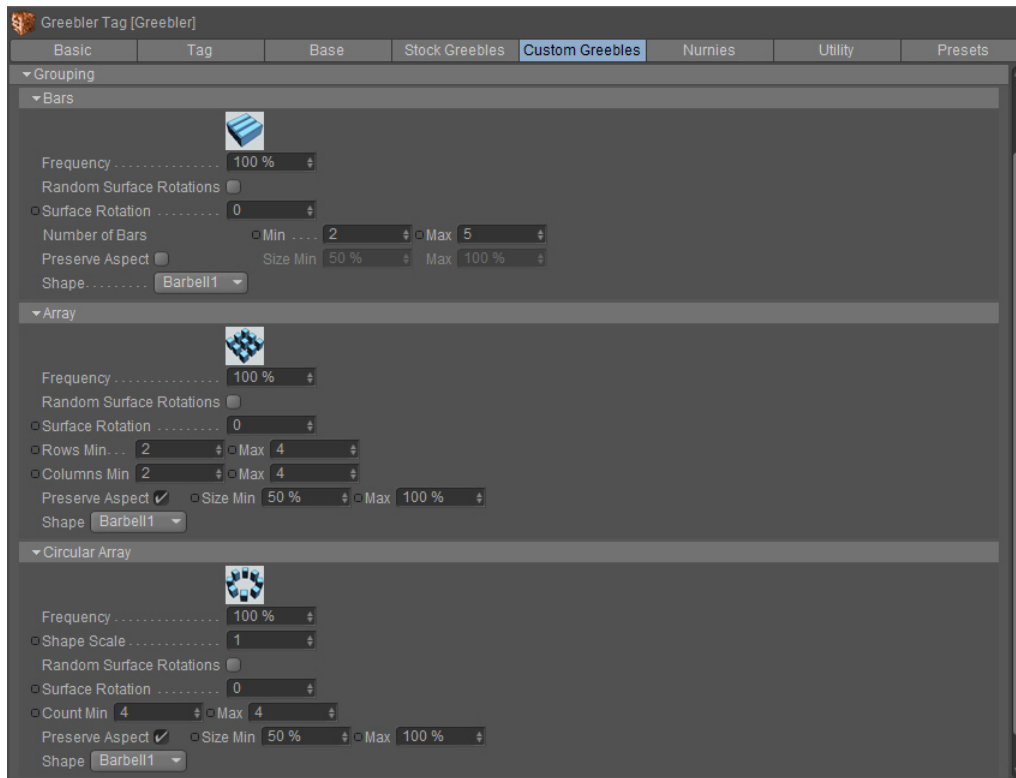 Greebler Tag [Greebler]
Basic Tag Base Stock Greebles Custom Greebles Nurnies Utility Presets
Grouping
Bars
Frequency . . . . . . . . . . . . . . . 100 %
Random Surface Rotations
Surface Rotation . . . . . . . . . 0
Number of Bars Min . . . . 2 Max 5
Preserve Aspect Size Min 50 % Max 100 %
Shape. . . . . . . . . Barbell1
Array
Frequency . . . . . . . . . . . . . . . 100 %
Random Surface Rotations
Surface Rotation . . . . . . . . . 0
Rows Min. . . 2 Max 4
Columns Min 2 Max 4
Preserve Aspect Size Min 50 % Max 100 %
Shape Barbell1
Circular Array
Frequency . . . . . . . . . . . . . . . 100 %
Shape Scale . . . . . . . . . . . . . 1
Random Surface Rotations
Surface Rotation . . . . . . . . . 0
Count Min 4 Max 4
Preserve Aspect Size Min 50 % Max 100 %
Shape Barbell1